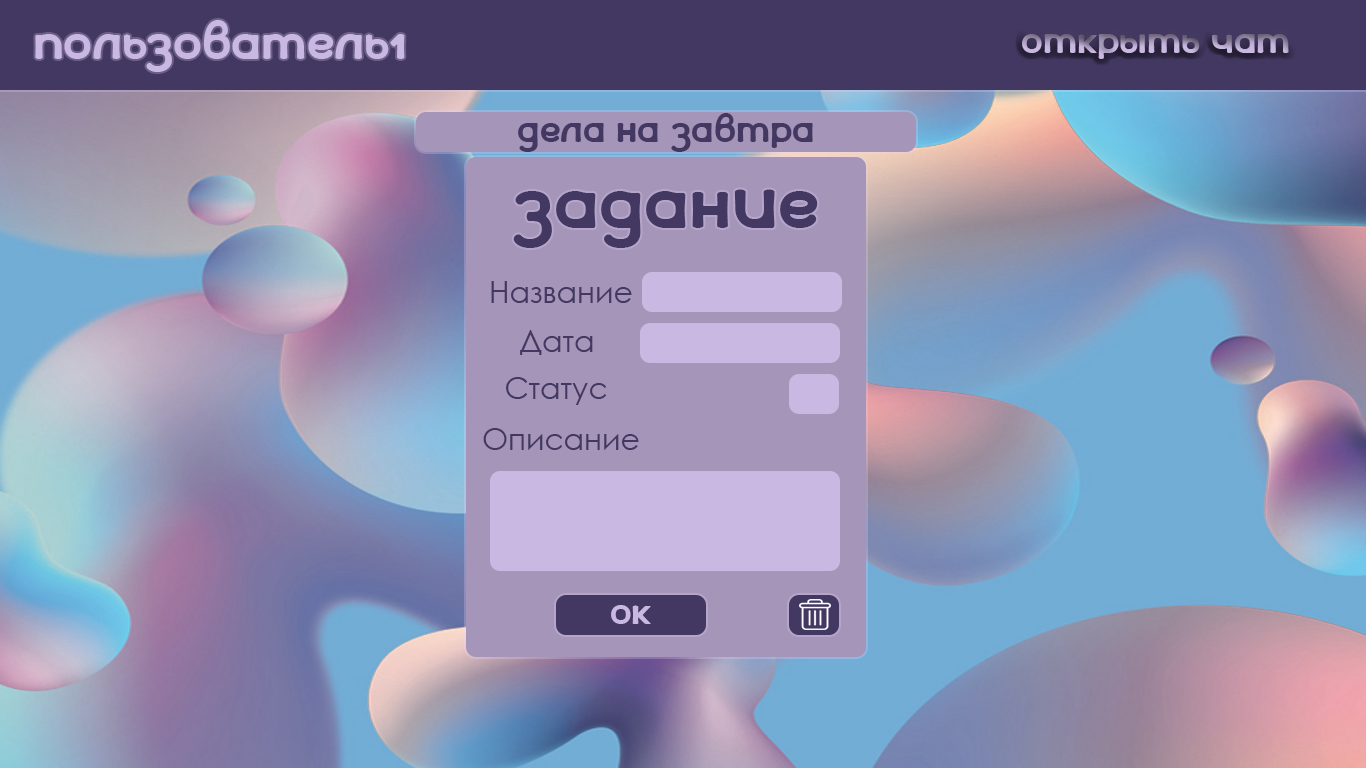 пользователь1
открыть чат
дела на завтра
задание
Название
Дата
Статус
Описание
ОК